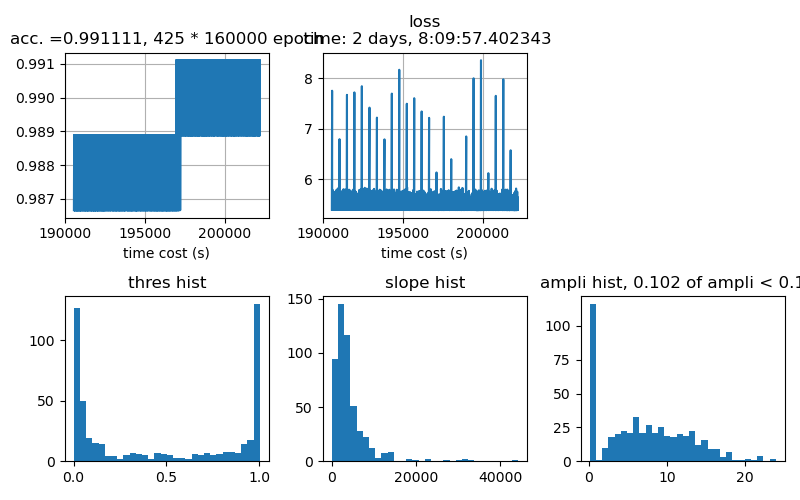 loss
acc. =0.991111, 425 * 160000 epoch
time: 2 days, 8:09:57.402343
0.991
0.990
0.989
0.988
0.987
190000 195000 200000
time cost (s)
8
7
6
190000 195000 200000
time cost (s)
thres hist
100
50
0
0.0 0.5 1.0
slope hist
150
100
50
0
0 20000 40000
ampli hist, 0.102 of ampli < 0.1
100
75
50
25
0
0 10 20